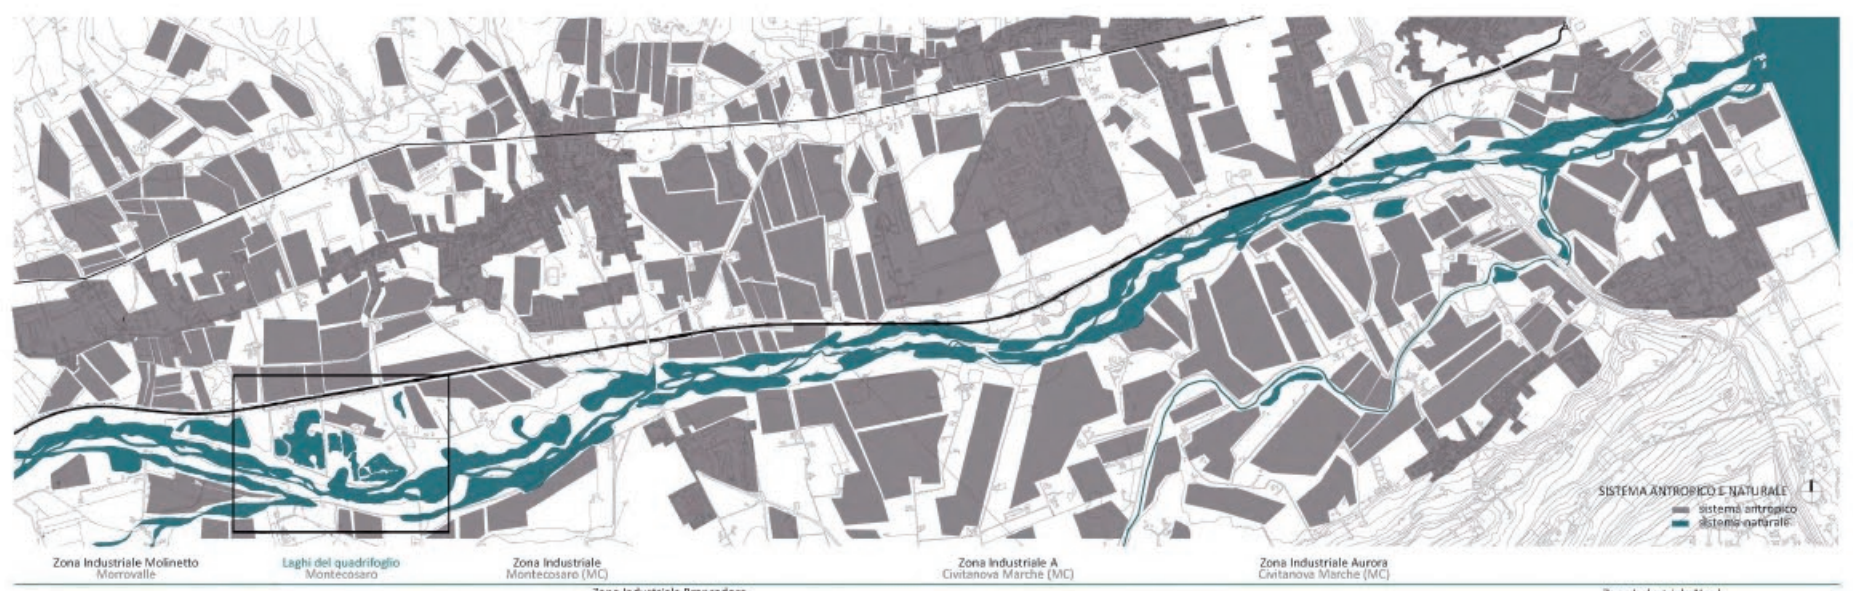 SISTEMA ANTROPICO E NATURALE
sistema antropico
sistema naturale
Zona Industriale Molinetto
Morrovalle
Laghi del quadrifoglio
Montecosaro
Zona Industriale
Montecosaro (MC)
Zona Industriale A
Civitanova Marche (MC)
Zona Industriale Aurora
Civitanova Marche (MC)